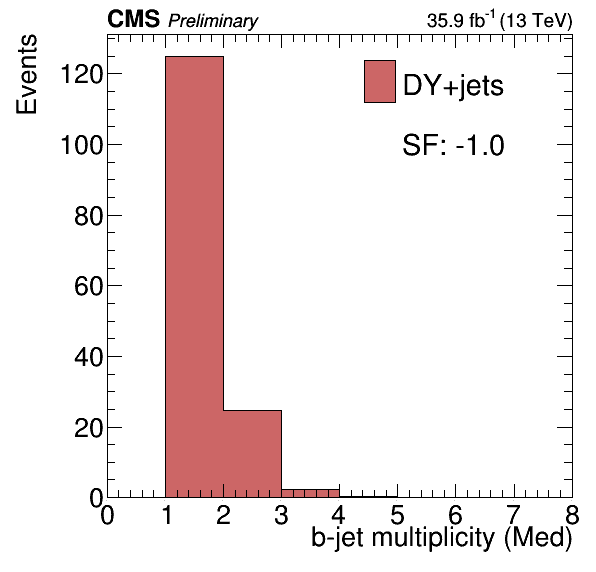 CMS Preliminary 35.9 fb⁻¹ (13 TeV)
Events
DY+jets
SF: -1.0
120
100
80
60
40
20
0
0 1 2 3 4 5 6 7 8
b-jet multiplicity (Med)